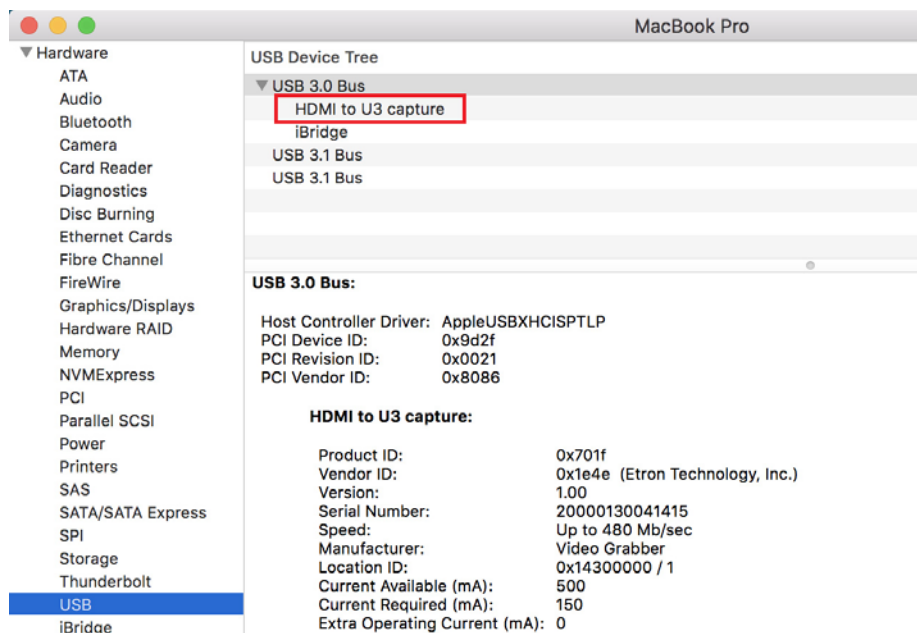 MacBook Pro
Hardware
ATA
Audio
Bluetooth
Camera
Card Reader
Diagnostics
Disc Burning
Ethernet Cards
Fibre Channel
FireWire
Graphics/Displays
Hardware RAID
Memory
NVMExpress
PCI
Parallel SCSI
Power
Printers
SAS
SATA/SATA Express
SPI
Storage
Thunderbolt
USB
iBridge
USB Device Tree
USB 3.0 Bus
HDMI to U3 capture
iBridge
USB 3.1 Bus
USB 3.1 Bus
USB 3.0 Bus:
Host Controller Driver: AppleUSBXHCISPTLP
PCI Device ID: 0x9d2f
PCI Revision ID: 0x0021
PCI Vendor ID: 0x8086
HDMI to U3 capture:
Product ID: 0x701f
Vendor ID: 0x1e4e (Etron Technology, Inc.)
Version: 1.00
Serial Number: 20000130041415
Speed: Up to 480 Mb/sec
Manufacturer: Video Grabber
Location ID: 0x14300000 / 1
Current Available (mA): 500
Current Required (mA): 150
Extra Operating Current (mA): 0